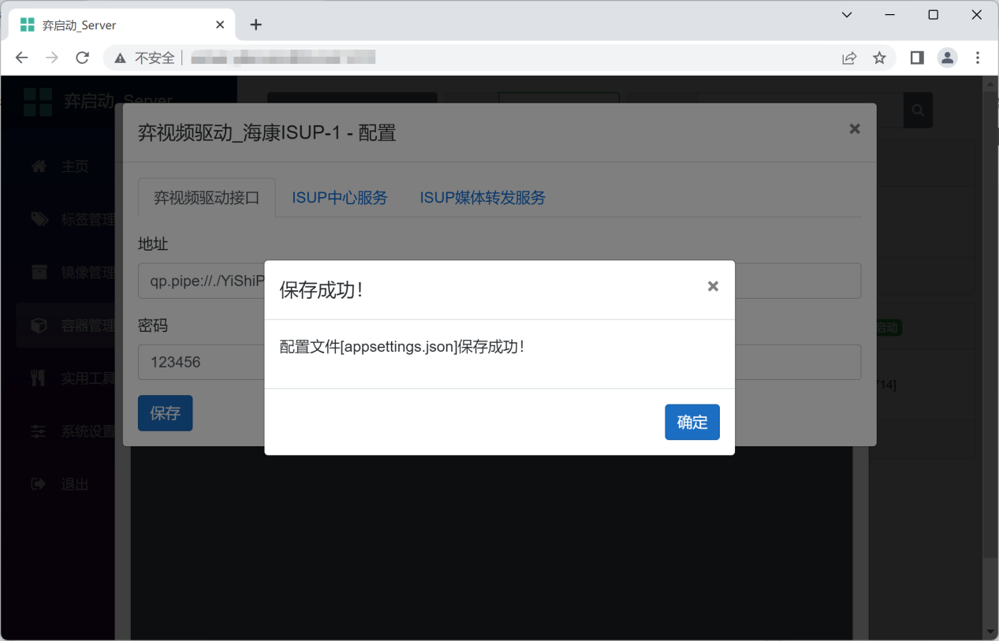 弈启动_Server
不安全
弈启动_Server
弈视频驱动_海康ISUP-1 - 配置
主页
弈视频驱动接口
ISUP中心服务
ISUP媒体转发服务
标签管理
地址
镜像管理
qp.pipe://./YiShiP
保存成功！
容器管理
密码
启动
配置文件[appsettings.json]保存成功！
123456
实用工具
714]
保存
确定
系统设置
退出